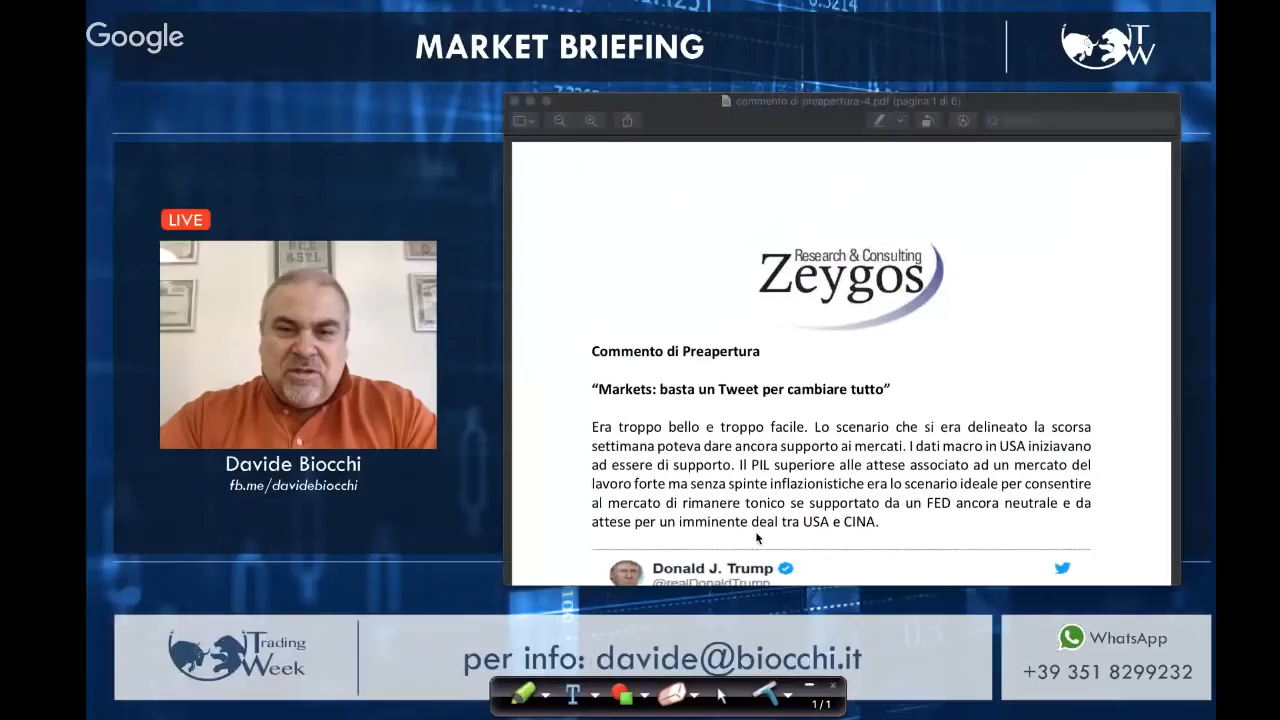 Google
MARKET BRIEFING
TW
commento di preapertura-4.pdf (pagina 1 di 6)
LIVE
Research & Consulting
Zeygos
Commento di Preapertura
“Markets: basta un Tweet per cambiare tutto”
Era troppo bello e troppo facile. Lo scenario che si era delineato la scorsa
settimana poteva dare ancora supporto ai mercati. I dati macro in USA iniziavano
ad essere di supporto. Il PIL superiore alle attese associato ad un mercato del
lavoro forte ma senza spinte inflazionistiche era lo scenario ideale per consentire
al mercato di rimanere tonico se supportato da un FED ancora neutrale e da
attese per un imminente deal tra USA e CINA.
Donald J. Trump
@realDonaldTrump
Davide Biocchi
fb.me/davidebiocchi
Trading
Week
per info: davide@biocchi.it
WhatsApp
+39 351 8299232
T
1/1